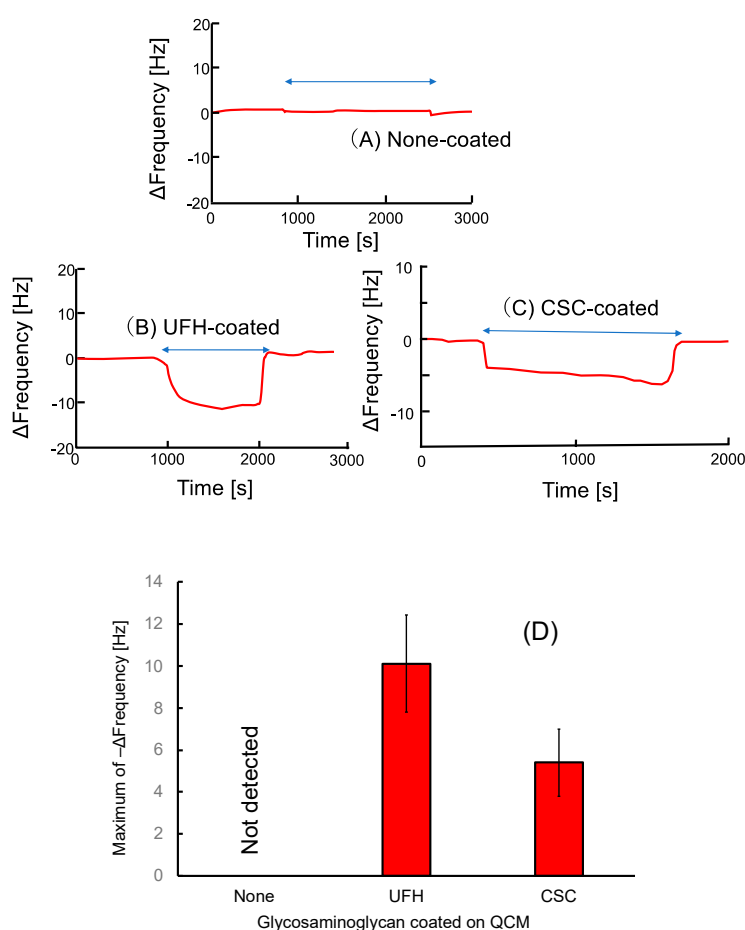 20
10
0
-10
-20
ΔFrequency [Hz]
(A) None-coated
0 1000 2000 3000
Time [s]
20
10
0
-10
-20
ΔFrequency [Hz]
(B) UFH-coated
0 1000 2000 3000
Time [s]
10
0
-5
-10
ΔFrequency [Hz]
(C) CSC-coated
0 1000 2000
Time [s]
14
12
10
8
6
4
2
0
Maximum of –ΔFrequency [Hz]
(D)
Not detected
None UFH CSC
Glycosaminoglycan coated on QCM